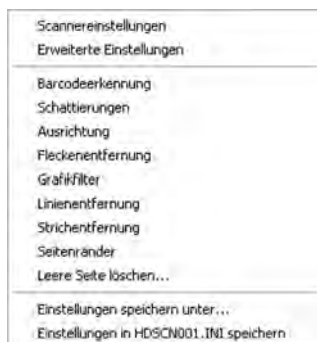 Scannereinstellungen
Erweiterte Einstellungen
Barcodeerkennung
Schattierungen
Ausrichtung
Fleckenentfernung
Grafikfilter
Linienentfernung
Strichentfernung
Seitenränder
Leere Seite löschen...
Einstellungen speichern unter...
Einstellungen in HDSCN001.INI speichern